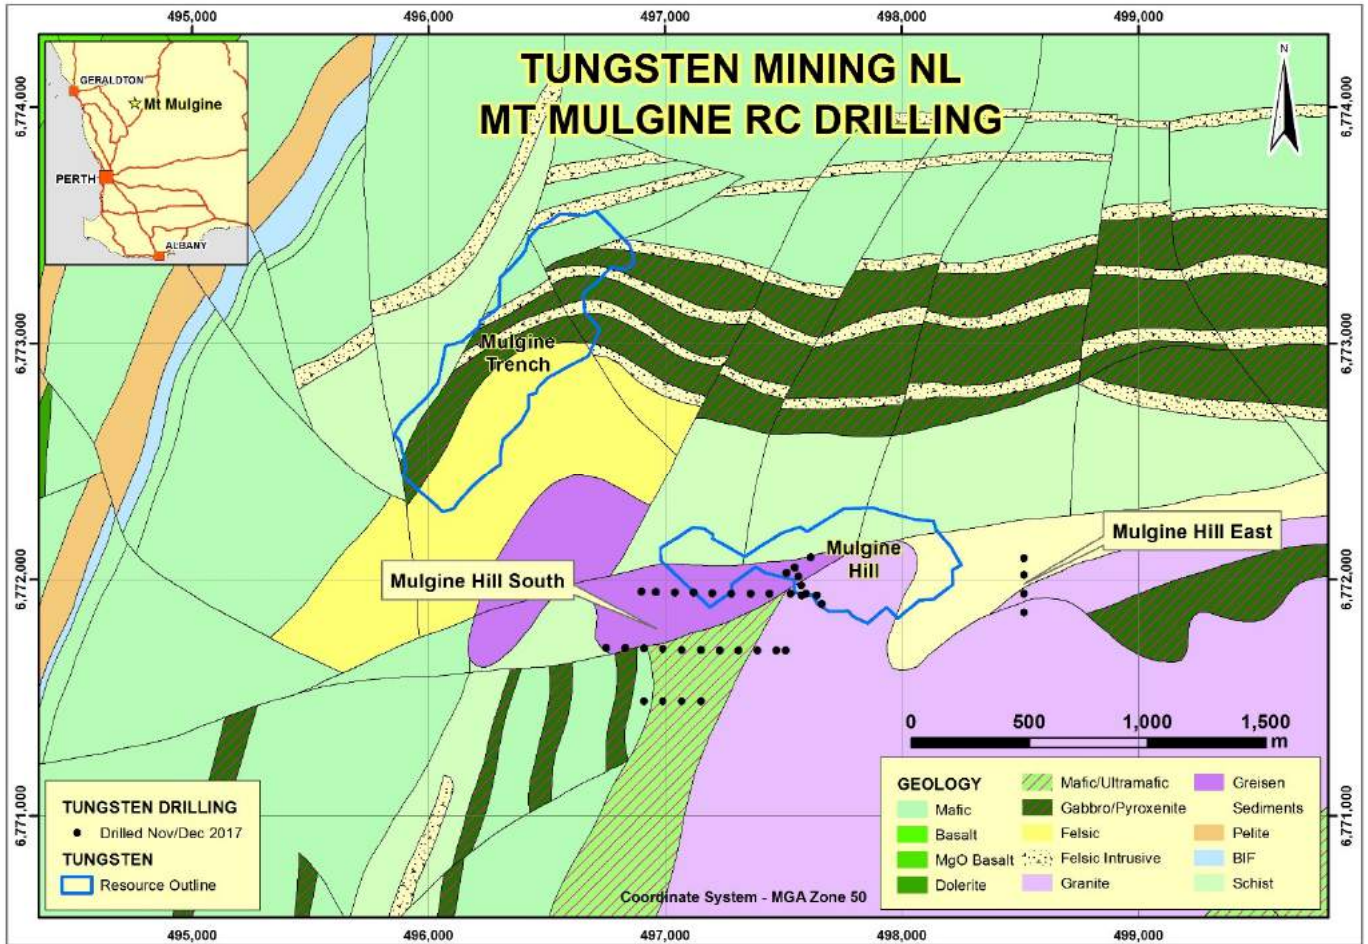 495,000
496,000
497,000
498,000
499,000
TUNGSTEN MINING NL
MT MULGINE RC DRILLING
N
GERALDTON
Mt Mulgine
PERTH
ALBANY
6,774,000
6,774,000
6,773,000
6,773,000
6,772,000
6,772,000
6,771,000
6,771,000
Mulgine
Trench
Mulgine Hill East
Mulgine
Hill
Mulgine Hill South
0
500
1,000
1,500
m
TUNGSTEN DRILLING
Drilled Nov/Dec 2017
TUNGSTEN
Resource Outline
GEOLOGY
Mafic
Basalt
MgO Basalt
Dolerite
Mafic/Ultramafic
Gabbro/Pyroxenite
Felsic
Felsic Intrusive
Granite
Greisen
Sediments
Pelite
BIF
Schist
Coordinate System - MGA Zone 50
495,000
496,000
497,000
498,000
499,000